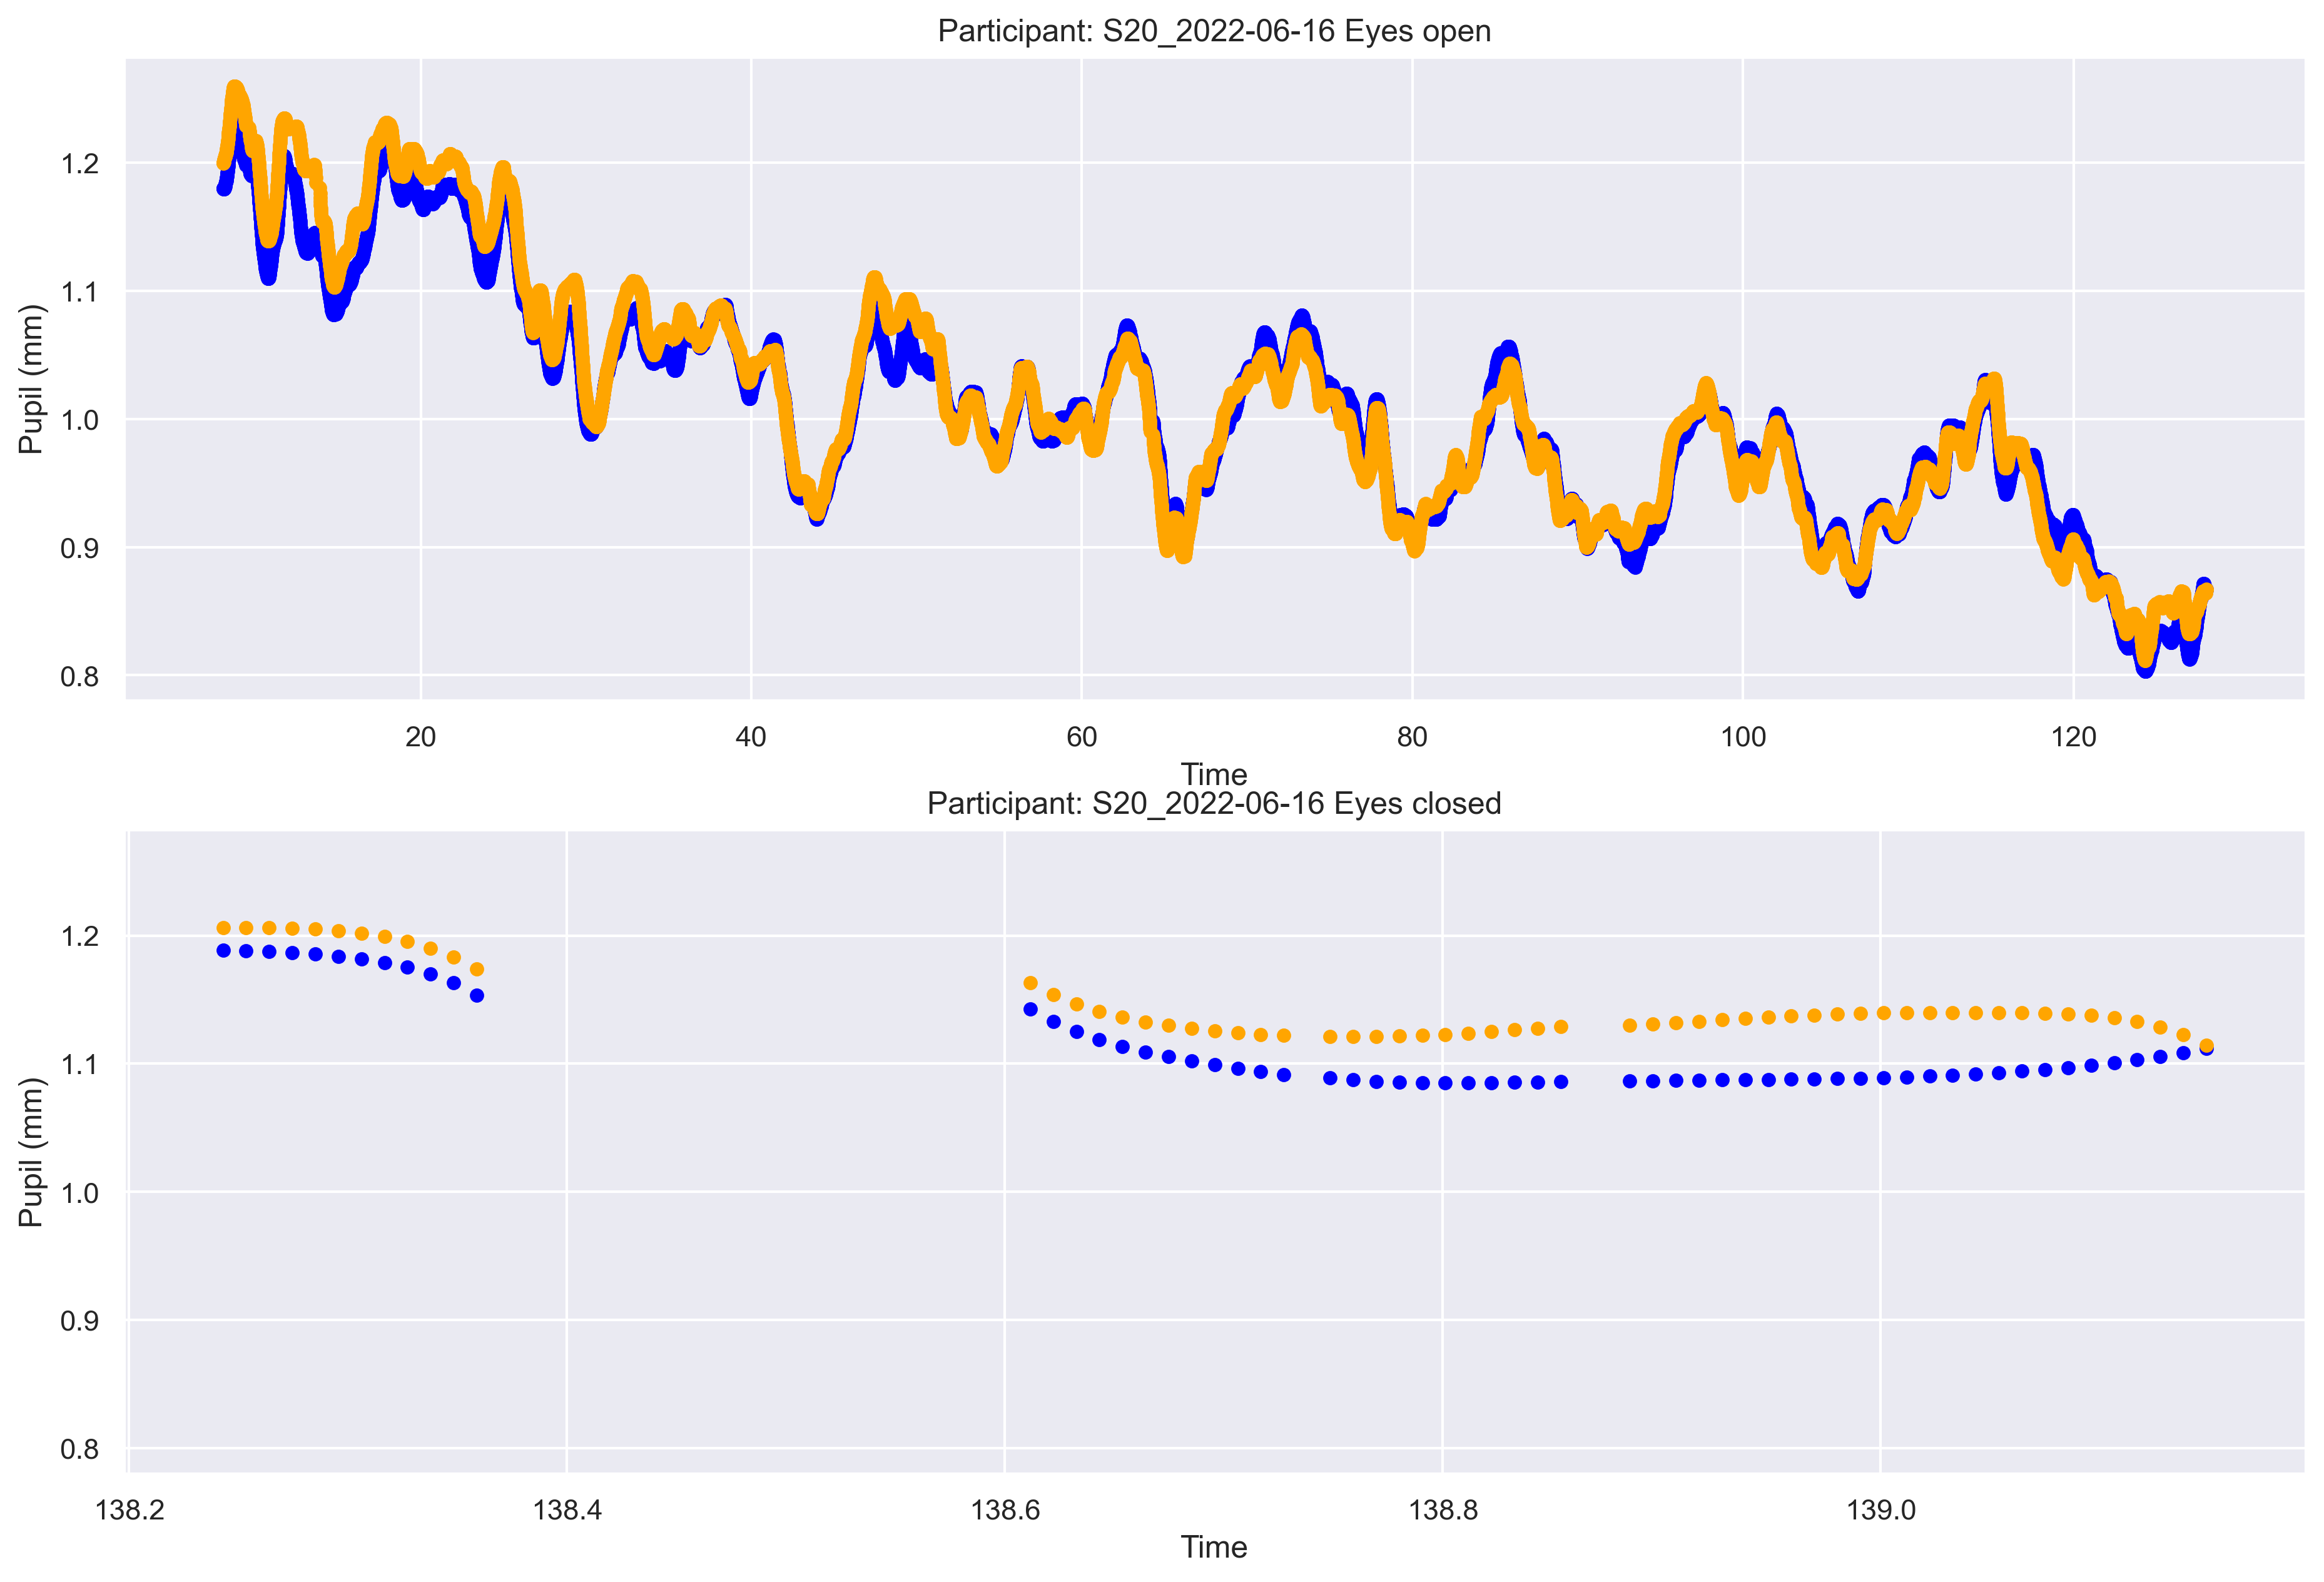 Participant: S20_2022-06-16 Eyes open
Pupil (mm)
1.2
1.1
1.0
0.9
0.8
20 40 60 80 100 120
Time
Participant: S20_2022-06-16 Eyes closed
Pupil (mm)
1.2
1.1
1.0
0.9
0.8
138.2 138.4 138.6 138.8 139.0
Time